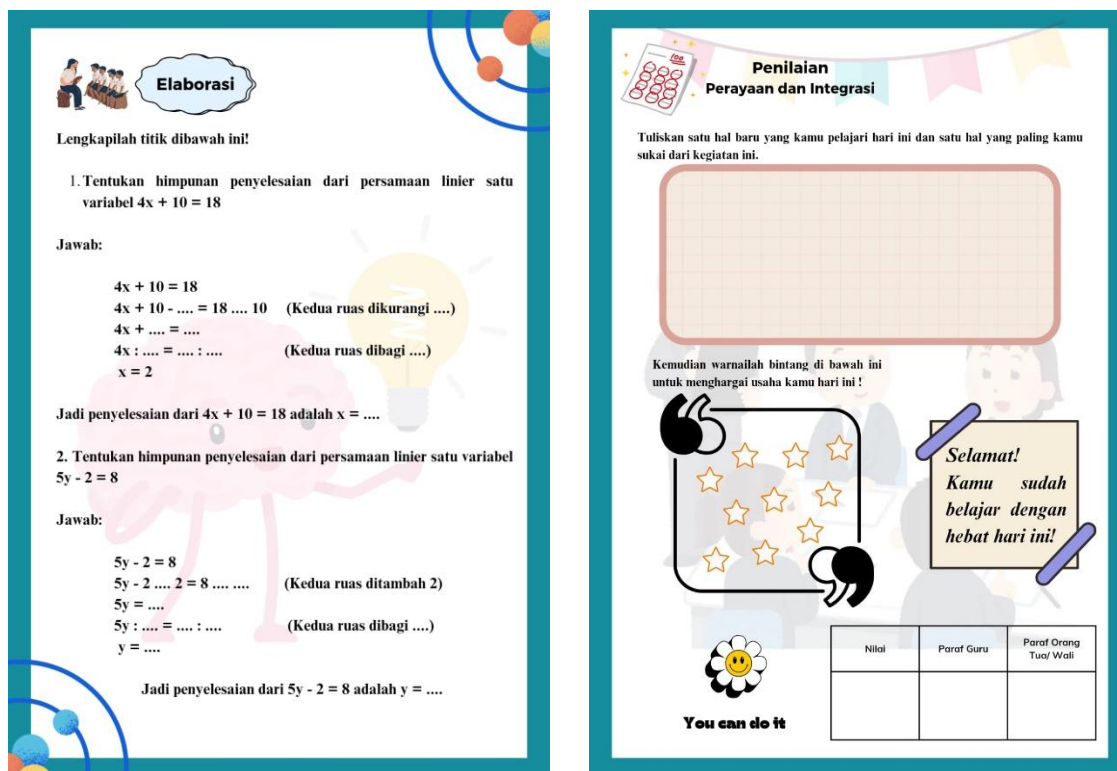 Elaborasi
Lengkapilah titik dibawah ini!
1. Tentukan himpunan penyelesaian dari persamaan linier satu
variabel 4x + 10 = 18
Jawab:
4x + 10 = 18
4x + 10 - .... = 18 .... 10 (Kedua ruas dikurangi ....)
4x + .... = ....
4x : .... = .... : .... (Kedua ruas dibagi ....)
x = 2
Jadi penyelesaian dari 4x + 10 = 18 adalah x = ....
2. Tentukan himpunan penyelesaian dari persamaan linier satu variabel
5y - 2 = 8
Jawab:
5y - 2 = 8
5y - 2 .... 2 = 8 .... .... (Kedua ruas ditambah 2)
5y = ....
5y : .... = .... : .... (Kedua ruas dibagi ....)
y = ....
Jadi penyelesaian dari 5y - 2 = 8 adalah y = ....
100
Penilaian
Perayaan dan Integrasi
Tuliskan satu hal baru yang kamu pelajari hari ini dan satu hal yang paling kamu
sukai dari kegiatan ini.
Kemudian warnailah bintang di bawah ini
untuk menghargai usaha kamu hari ini !
Selamat!
Kamu sudah
belajar dengan
hebat hari ini!
You can do it
Nilai
Paraf Guru
Paraf Orang
Tua/ Wali